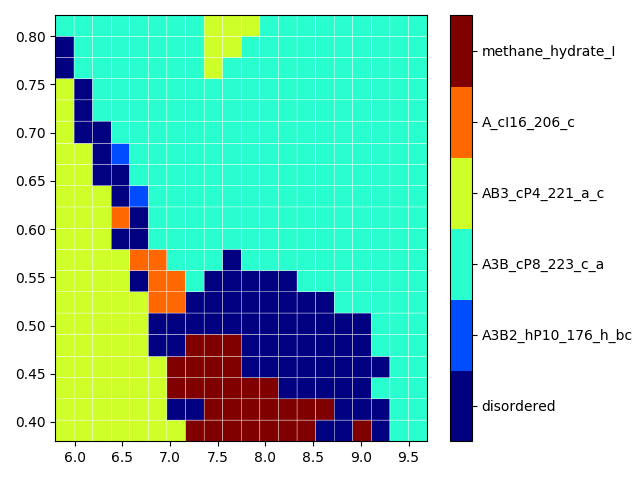 0.80
0.75
0.70
0.65
0.60
0.55
0.50
0.45
0.40
6.0 6.5 7.0 7.5 8.0 8.5 9.0 9.5
methane_hydrate_I
A_cI16_206_c
AB3_cP4_221_a_c
A3B_cP8_223_c_a
A3B2_hP10_176_h_bc
disordered